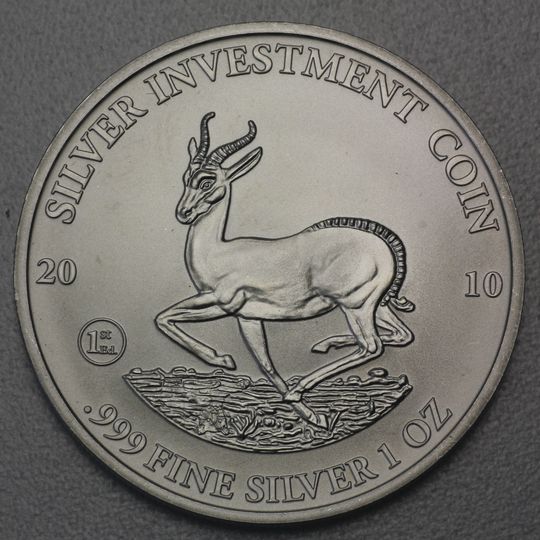 SILVER INVESTMENT COIN
20 10
1ST
ED.
.999 FINE SILVER 1 OZ